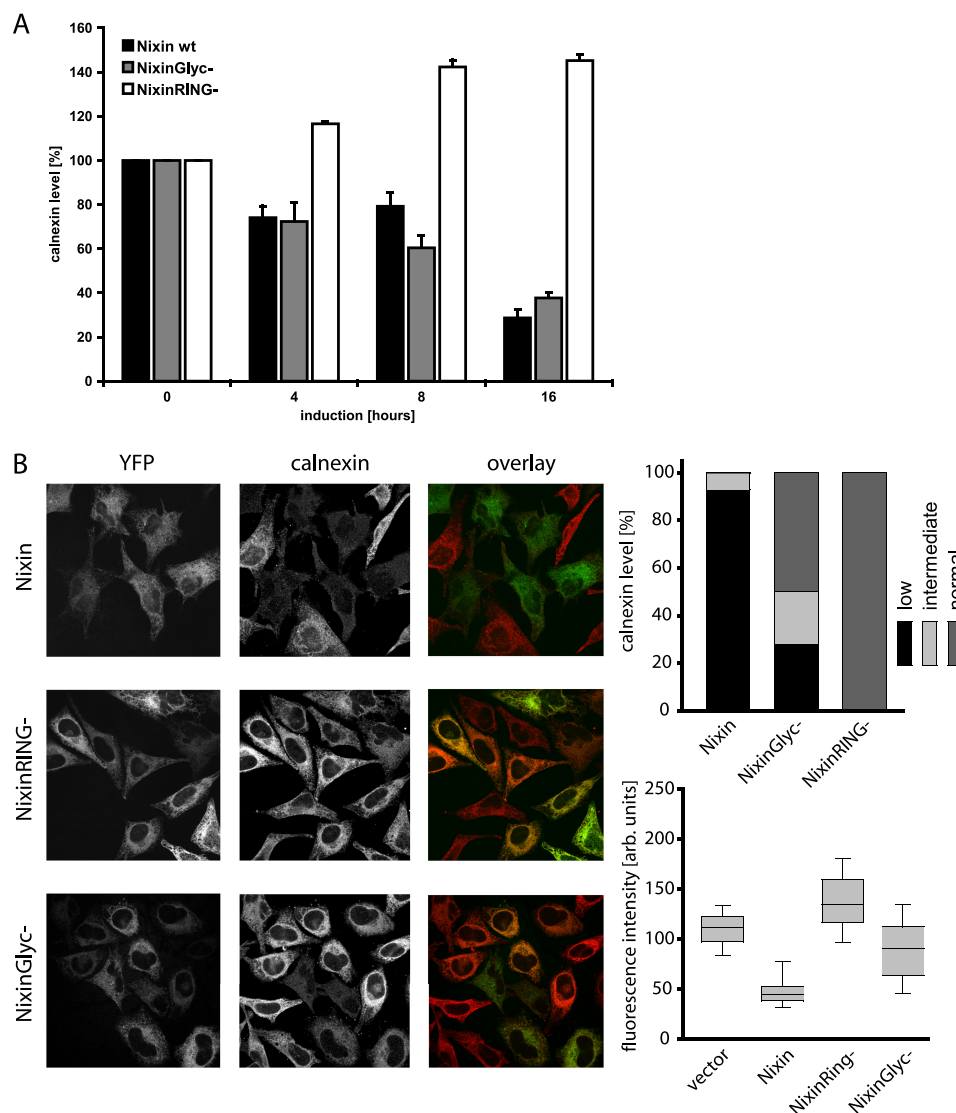 A
160
140
120
100
80
60
40
20
0
calnexin level [%]
Nixin wt
NixinGlyc-
NixinRING-
0 4 8 16
induction [hours]
B
YFP calnexin overlay
Nixin
NixinRING-
NixinGlyc-
100
80
60
40
20
0
calnexin level [%]
Nixin NixinGlyc- NixinRING-
low
intermediate
normal
250
200
150
100
50
0
fluorescence intensity [arb. units]
vector Nixin NixinRing- NixinGlyc-